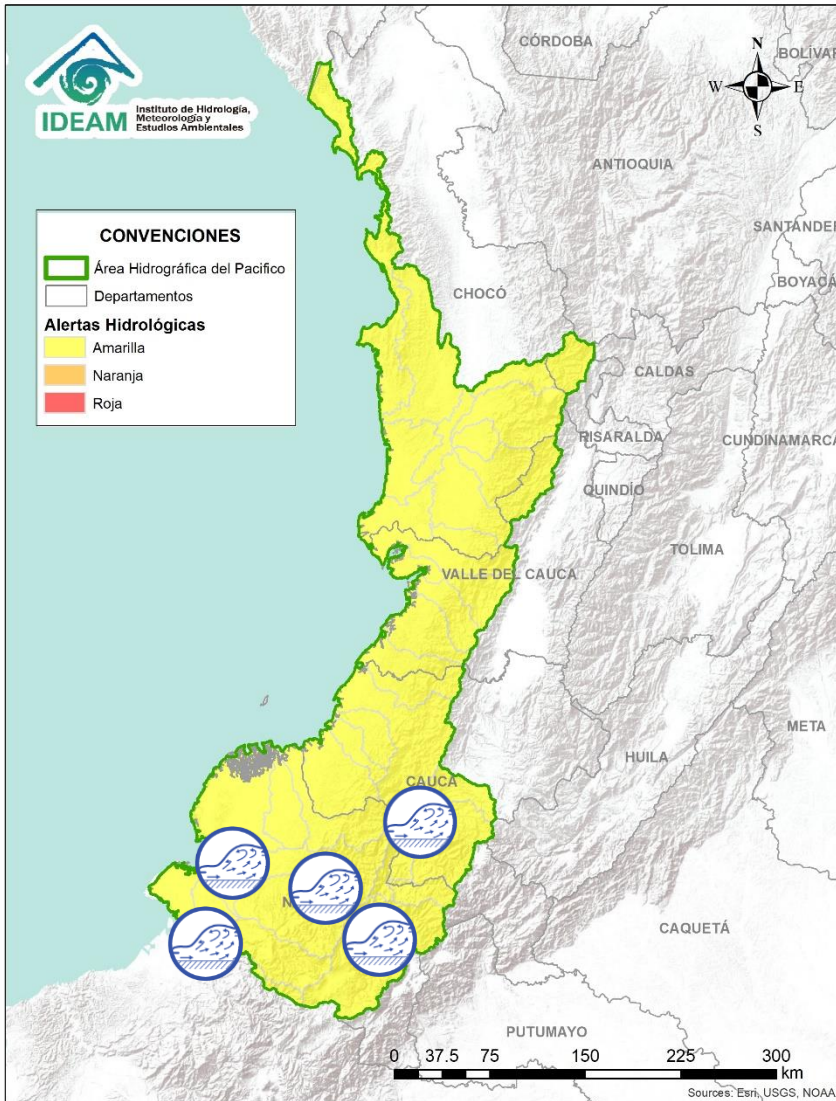 IDEAM
Instituto de Hidrología,
Meteorología y
Estudios Ambientales
CÓRDOBA
BOLÍVAR
N
W
E
S
ANTIOQUIA
SANTANDER
BOYACÁ
CONVENCIONES
Área Hidrográfica del Pacifico
Departamentos
Alertas Hidrológicas
Amarilla
Naranja
Roja
CHOCÓ
CALDAS
RISARALDA
CUNDINAMARCA
QUINDÍO
TOLIMA
VALLE DEL CAUCA
META
HUILA
CAUCA
N
CAQUETÁ
PUTUMAYO
0 37.5 75 150 225 300
km
Sources: Esri, USGS, NOAA